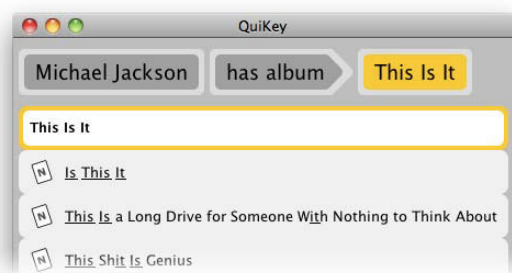 QuiKey
Michael Jackson has album This Is It
This Is It
N Is This It
N This Is a Long Drive for Someone With Nothing to Think About
N This Shit Is Genius